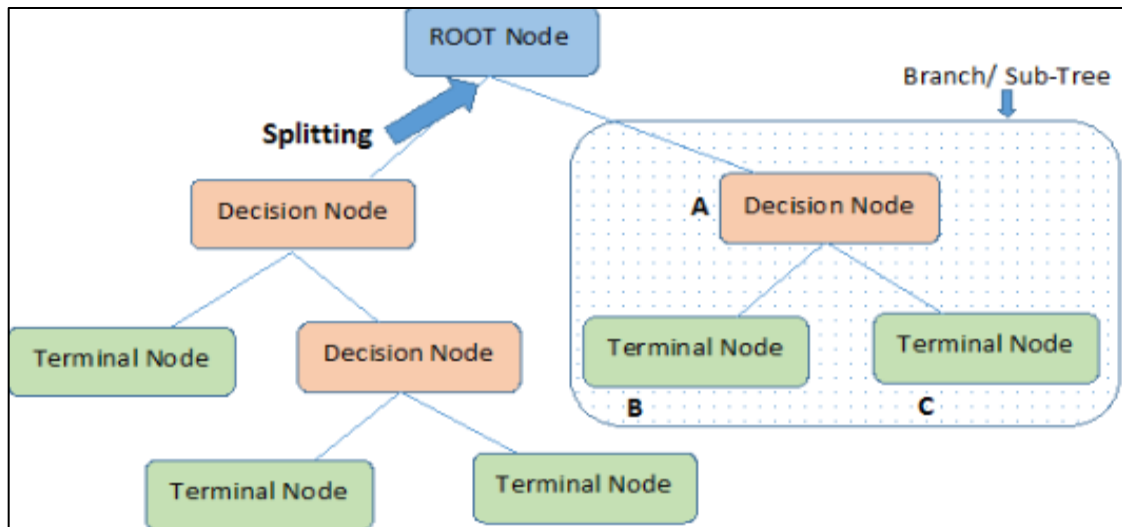 ROOT Node
Branch/ Sub-Tree
Splitting
Decision Node
A
Decision Node
Terminal Node
Decision Node
Terminal Node
Terminal Node
B
C
Terminal Node
Terminal Node